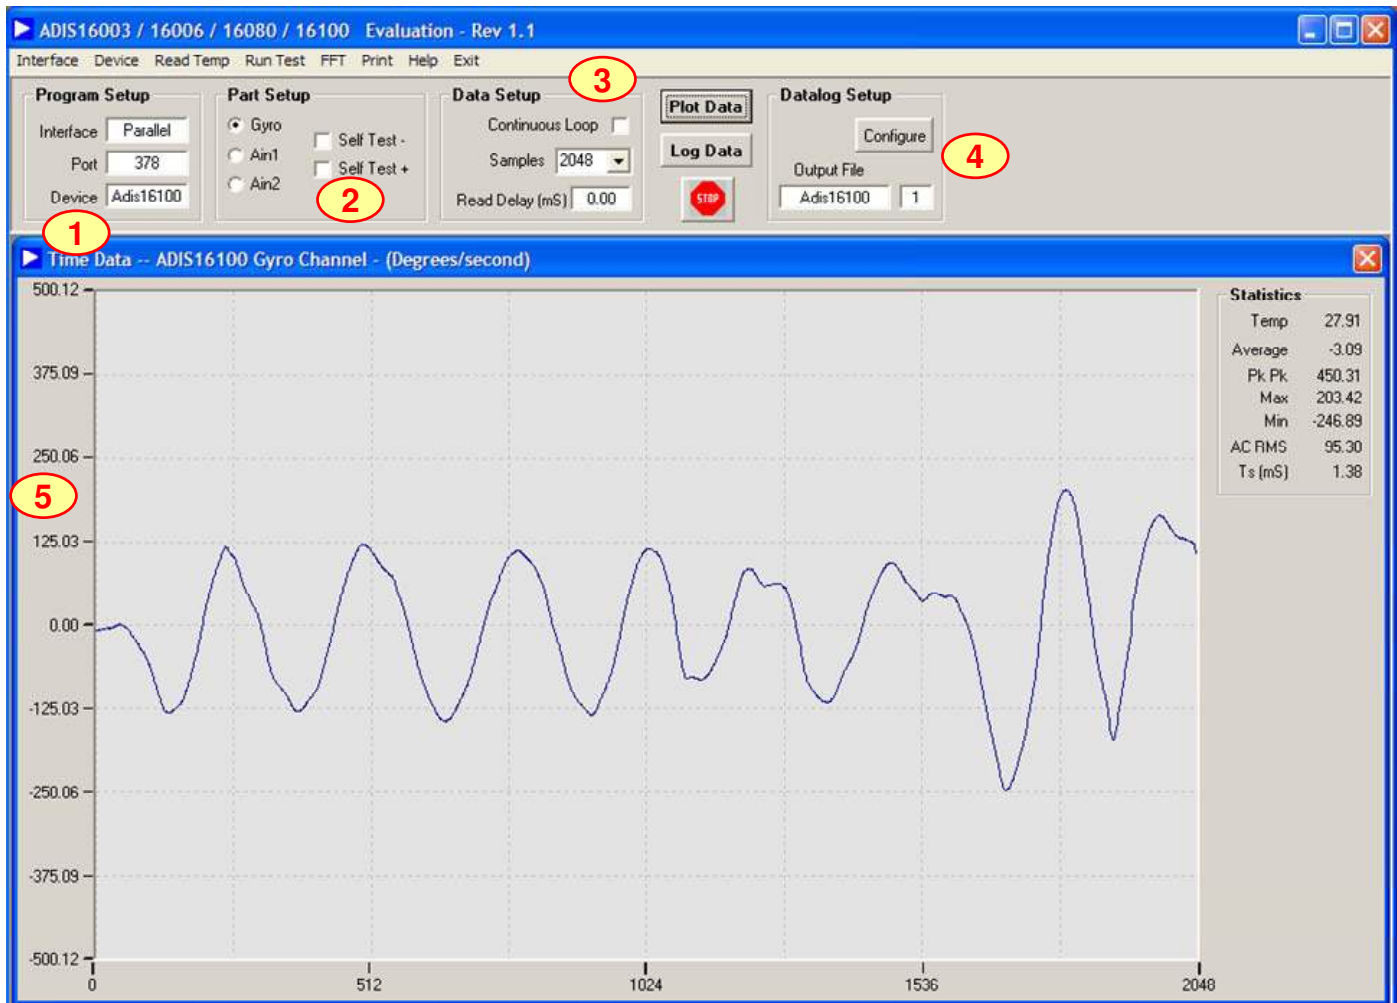 ADIS16003 / 16006 / 16080 / 16100 Evaluation - Rev 1.1
Interface Device Read Temp Run Test FFT Print Help Exit
Program Setup
Interface Parallel
Port 378
Device Adis16100
1
Part Setup
Gyro
Ain1
Ain2
Self Test -
Self Test +
2
Data Setup
3
Continuous Loop
Samples 2048
Read Delay (mS) 0.00
Plot Data
Log Data
STOP
Datalog Setup
Configure
4
Output File
Adis16100 1
Time Data -- ADIS16100 Gyro Channel - (Degrees/second)
500.12
375.09
250.06
5
125.03
0.00
-125.03
-250.06
-375.09
-500.12
0 512 1024 1536 2048
Statistics
Temp 27.91
Average -3.09
Pk Pk 450.31
Max 203.42
Min -246.89
AC RMS 95.30
Ts (mS) 1.38